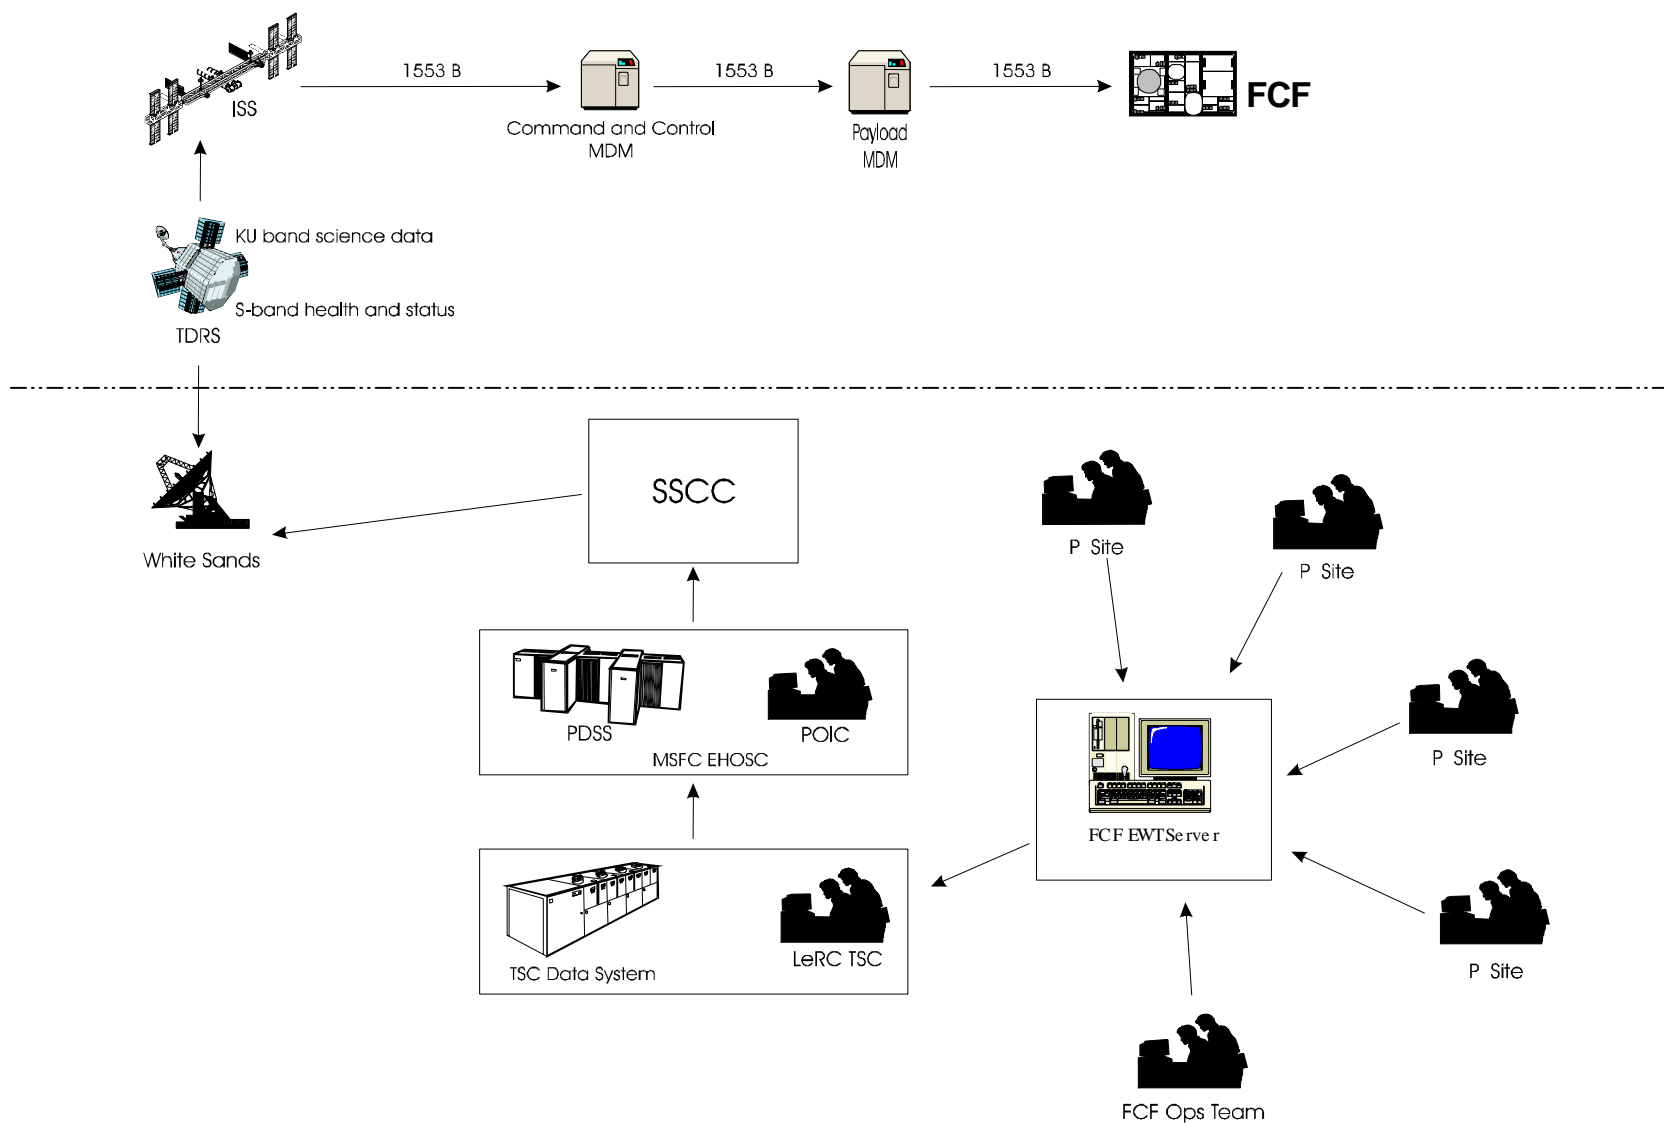 1553 B
1553 B
1553 B
ISS
FCF
Command and Control
MDM
Payload
MDM
KU band science data
S-band health and status
TDRS
SSCC
White Sands
P Site
P Site
PDSS
POIC
MSFC EHOSC
P Site
FCF EWTServer
TSC Data System
LeRC TSC
P Site
FCF Ops Team